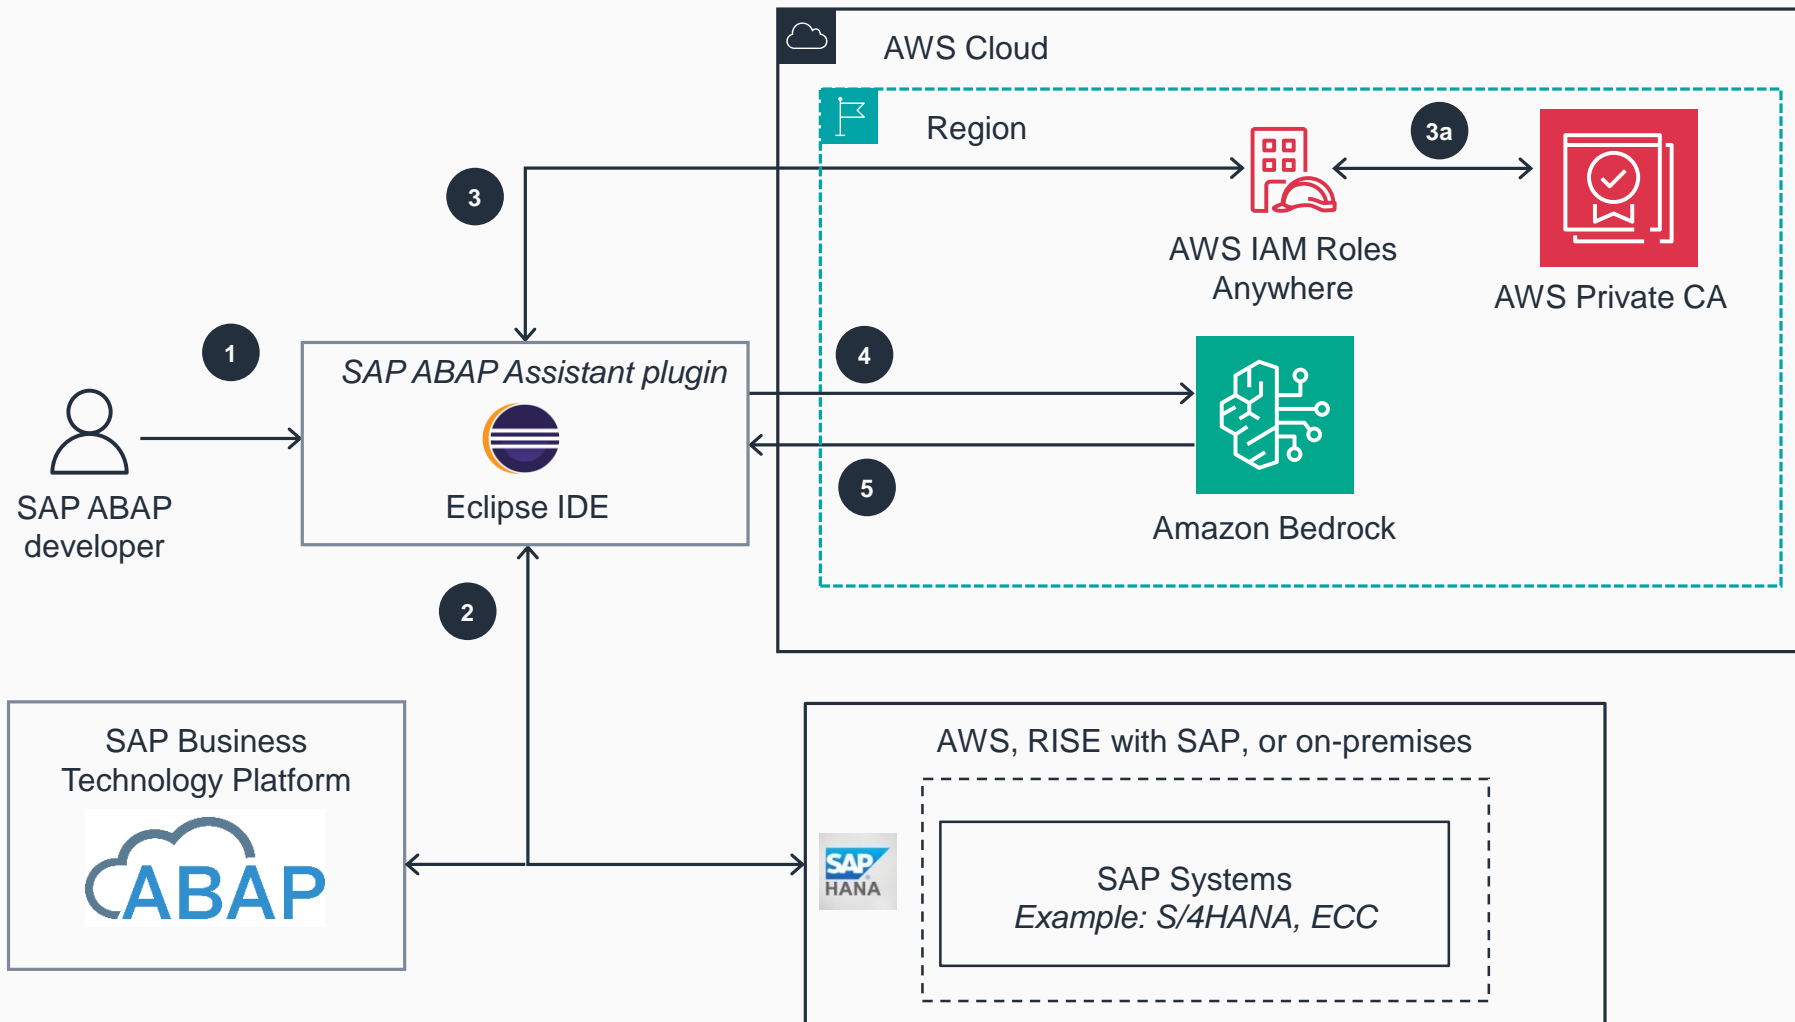 AWS Cloud
Region
3a
3
AWS IAM Roles
Anywhere
AWS Private CA
1
SAP ABAP Assistant plugin
4
Eclipse IDE
5
SAP ABAP
developer
Amazon Bedrock
2
SAP Business
Technology Platform
ABAP
AWS, RISE with SAP, or on-premises
SAP
HANA
SAP Systems
Example: S/4HANA, ECC